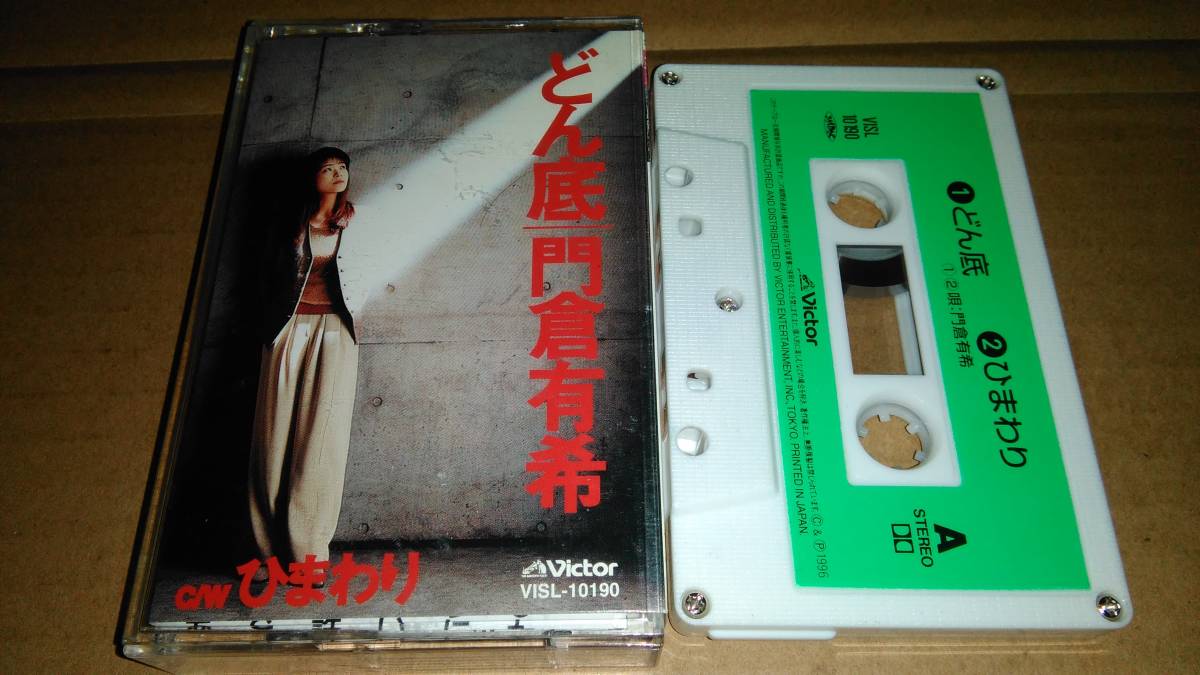 どん底
門倉有希
C/W ひまわり
Victor
VISL-10190
VISL
10190
❶どん底
①②唄:門倉有希
❷ひまわり
Victor
MANUFACTURED AND DISTRIBUTED BY VICTOR ENTERTAINMENT, INC., TOKYO. PRINTED IN JAPAN.
Ⓒ & Ⓟ1996
A
STEREO